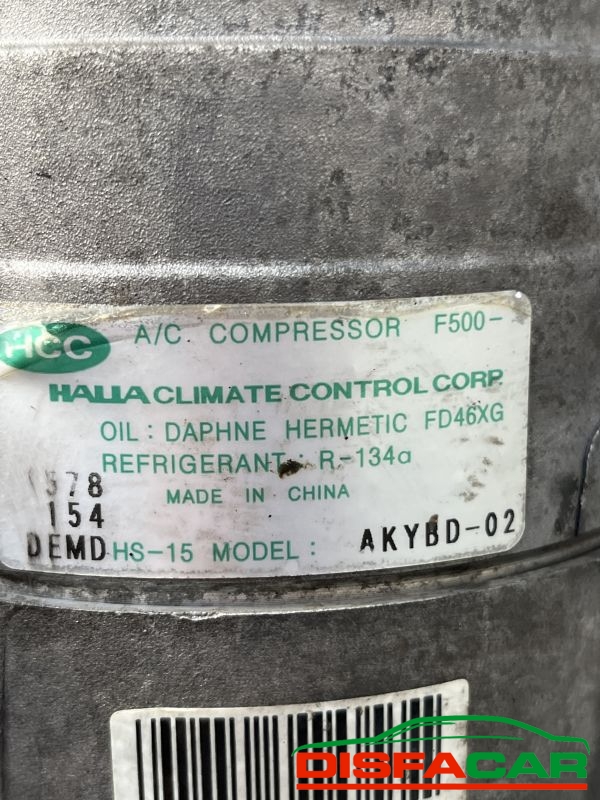 HCC A/C COMPRESSOR F500-
HALLA CLIMATE CONTROL CORP.
OIL : DAPHNE HERMETIC FD46XG
REFRIGERANT : R-134a
MADE IN CHINA
1578
154
DEMD HS-15 MODEL : AKYBD-02
DISFACAR